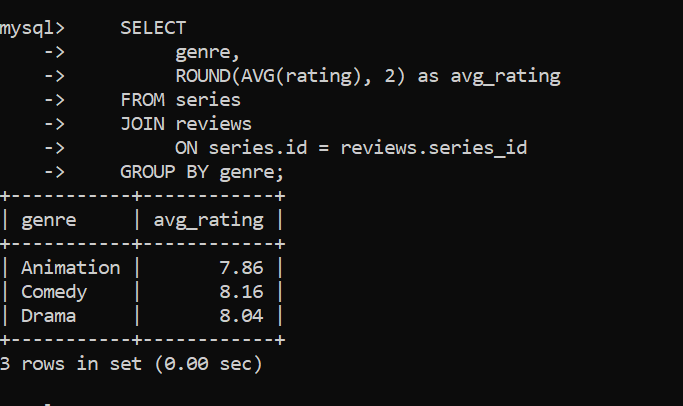 mysql>     SELECT
    ->          genre,
    ->          ROUND(AVG(rating), 2) as avg_rating
    ->     FROM series
    ->     JOIN reviews
    ->          ON series.id = reviews.series_id
    ->     GROUP BY genre;
+-----------+------------+
| genre     | avg_rating |
+-----------+------------+
| Animation |       7.86 |
| Comedy    |       8.16 |
| Drama     |       8.04 |
+-----------+------------+
3 rows in set (0.00 sec)